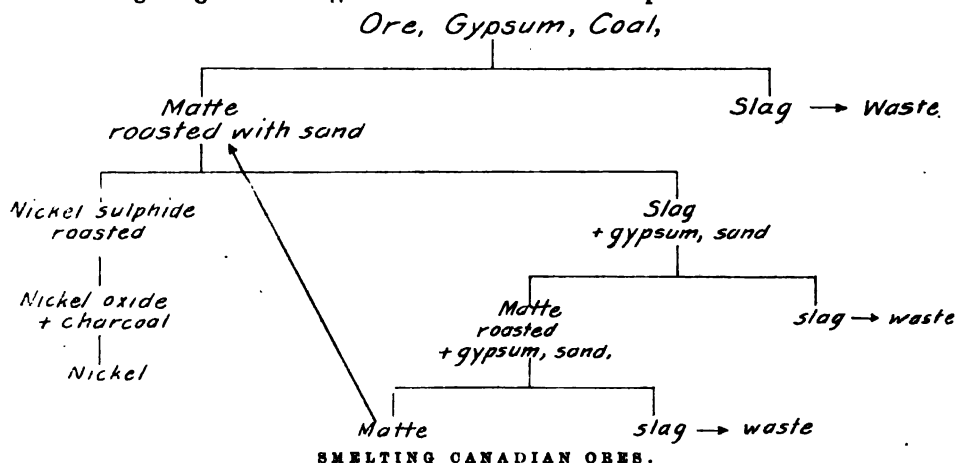 Ore, Gypsum, Coal,
Matte
roasted with sand
Slag → Waste.
Nickel sulphide
roasted
Slag
+ gypsum, sand
Nickel oxide
+ charcoal
Matte
roasted
+ gypsum, sand.
slag → waste
Nickel
Matte
slag → waste
SMELTING CANADIAN ORES.